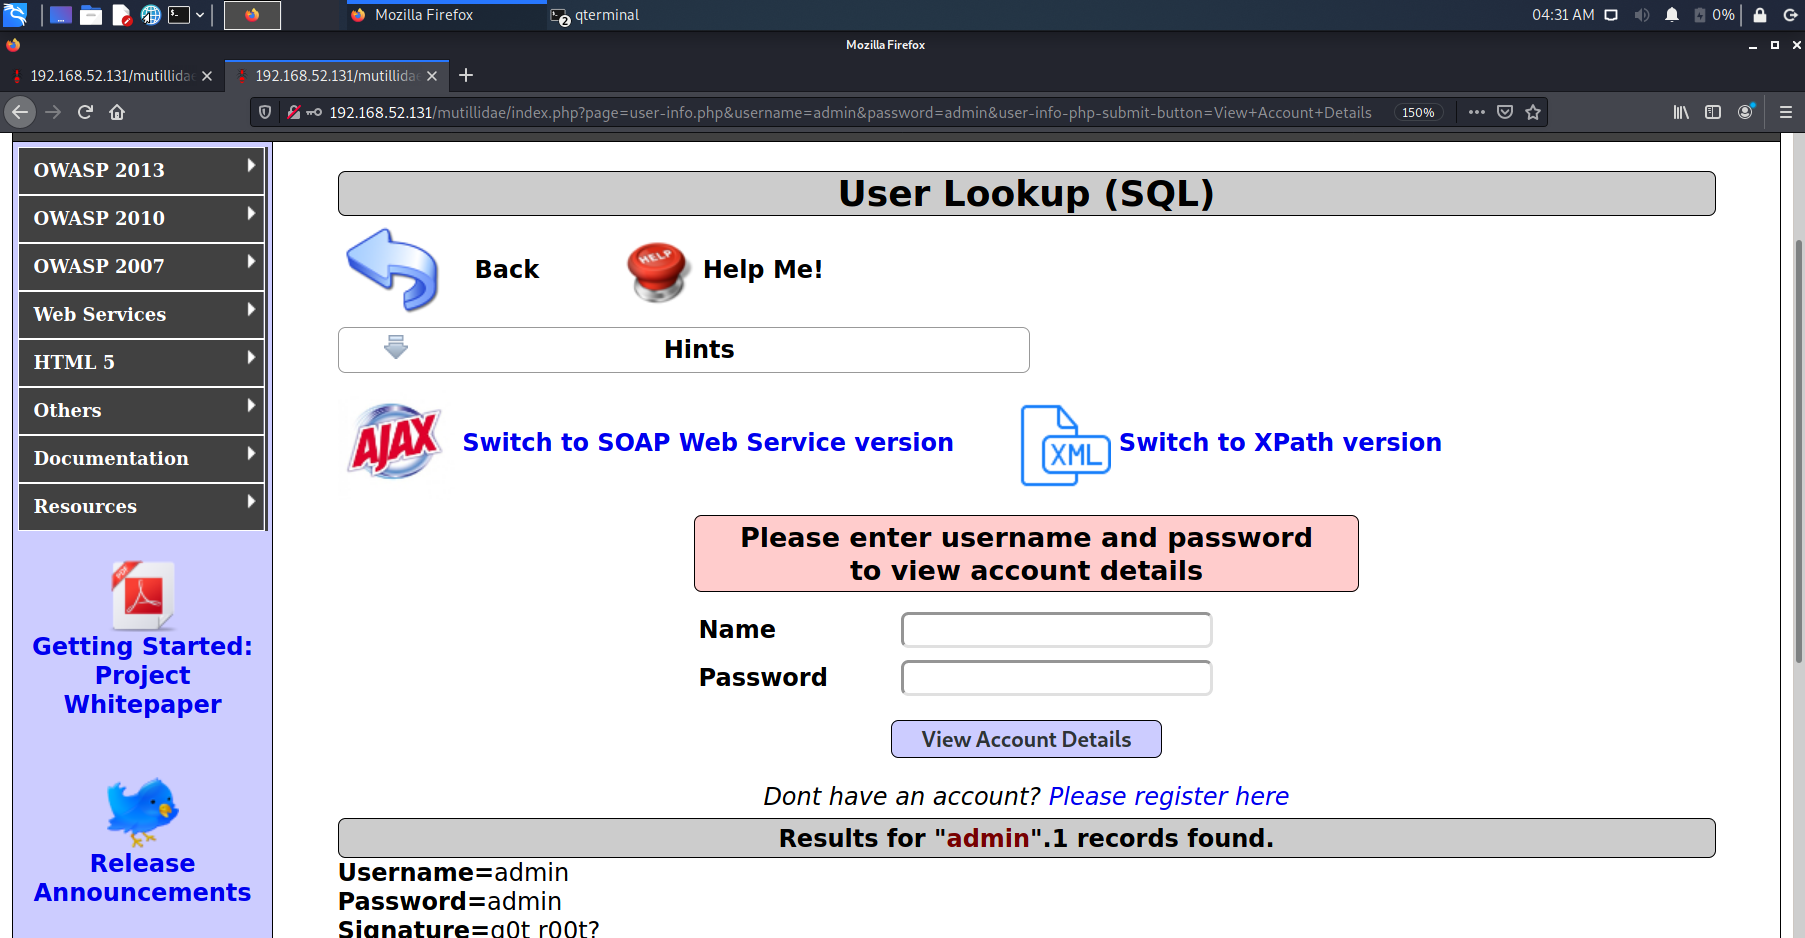 Mozilla Firefox
2 qterminal
04:31 AM
0%
Mozilla Firefox
192.168.52.131/mutillida
192.168.52.131/mutillida
192.168.52.131/mutillidae/index.php?page=user-info.php&username=admin&password=admin&user-info-php-submit-button=View+Account+Details
150%
OWASP 2013
OWASP 2010
OWASP 2007
Web Services
HTML 5
Others
Documentation
Resources
PDF
Getting Started:
Project
Whitepaper
Release
Announcements
User Lookup (SQL)
Back
HELP
Help Me!
Hints
AJAX
Switch to SOAP Web Service version
XML
Switch to XPath version
Please enter username and password
to view account details
Name
Password
View Account Details
Dont have an account? Please register here
Results for "admin".1 records found.
Username=admin
Password=admin
Signature=g0t r00t?